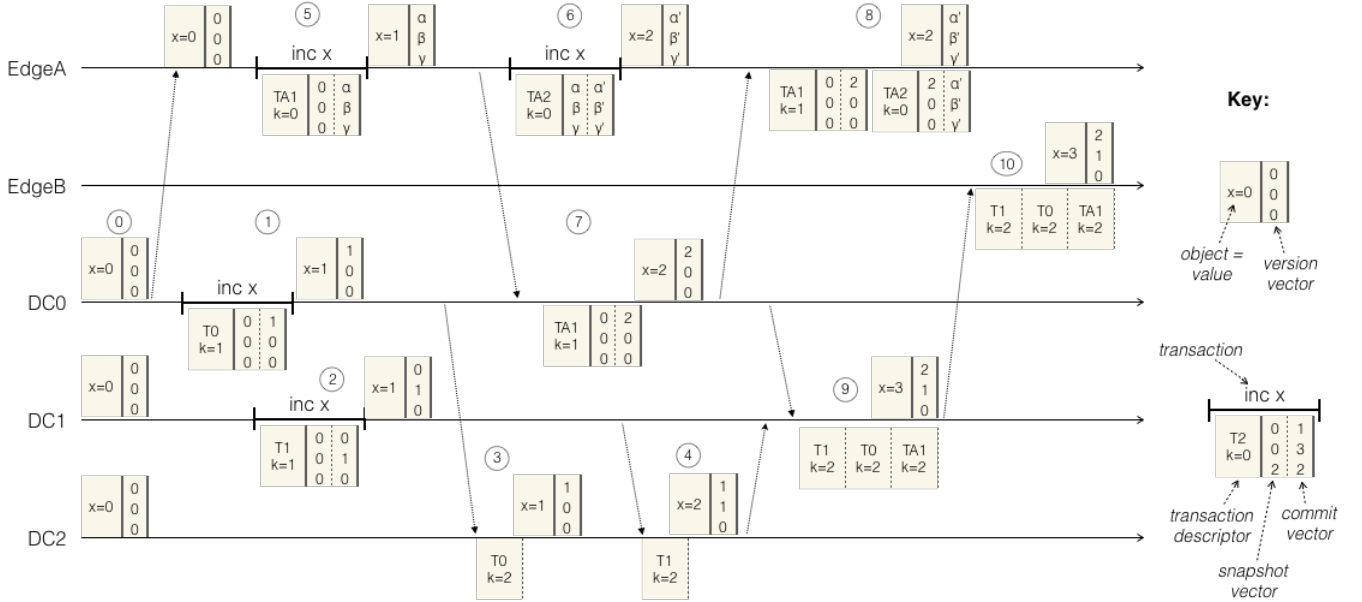 5
6
8
x=0
0
0
0
x=1
α
β
γ
x=2
α'
β'
γ'
x=2
α'
β'
γ'
inc x
inc x
EdgeA
TA1
k=0
0 α
0 β
0 γ
TA2
k=0
α α'
β β'
γ γ'
TA1
k=1
0 2
0 0
0 0
TA2
k=0
2 α'
0 β'
0 γ'
Key:
10
x=3
2
1
0
EdgeB
T1
k=2
T0
k=2
TA1
k=2
x=0
0
0
0
object =
value
version
vector
0
1
7
x=0
0
0
0
x=1
1
0
0
x=2
2
0
0
inc x
DC0
T0
k=1
0 1
0 0
0 0
TA1
k=1
0 2
0 0
0 0
2
9
x=0
0
0
0
x=1
0
1
0
x=3
2
1
0
inc x
DC1
T1
k=1
0 0
0 1
0 0
T1
k=2
T0
k=2
TA1
k=2
3
4
x=0
0
0
0
x=1
1
0
0
x=2
1
1
0
DC2
T0
k=2
T1
k=2
transaction
inc x
T2
k=0
0 1
0 3
2 2
transaction
descriptor
commit
vector
snapshot
vector